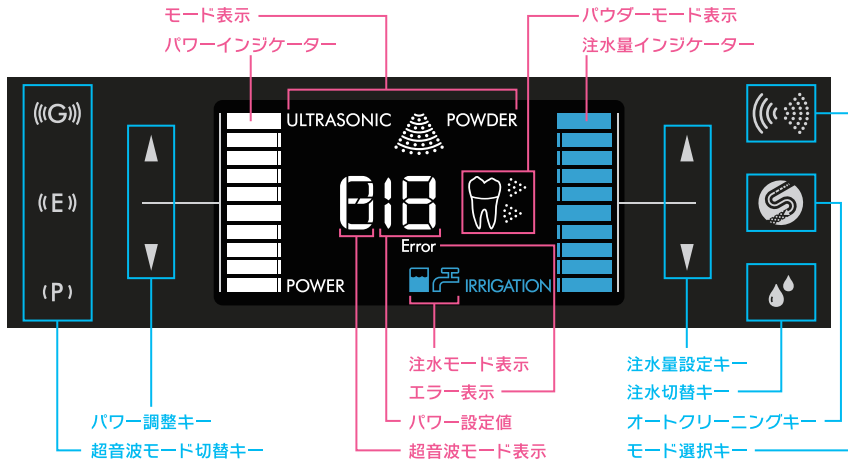 モード表示
パワーインジケーター
パウダーモード表示
注水量インジケーター
G
E
P
ULTRASONIC
POWDER
818
Error
POWER
IRRIGATION
注水モード表示
エラー表示
パワー設定値
超音波モード表示
パワー調整キー
超音波モード切替キー
注水量設定キー
注水切替キー
オートクリーニングキー
モード選択キー